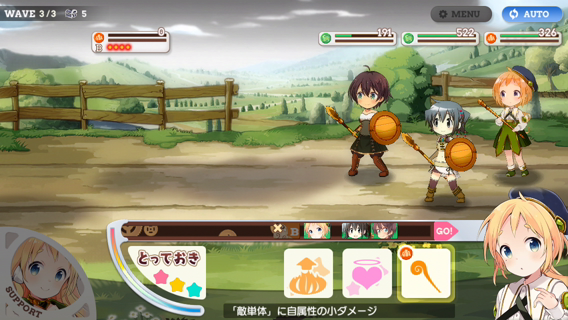 WAVE 3/3 5
MENU
AUTO
0
B
191
522
326
B
GO!
とっておき
SUPPORT
「敵単体」に自属性の小ダメージ